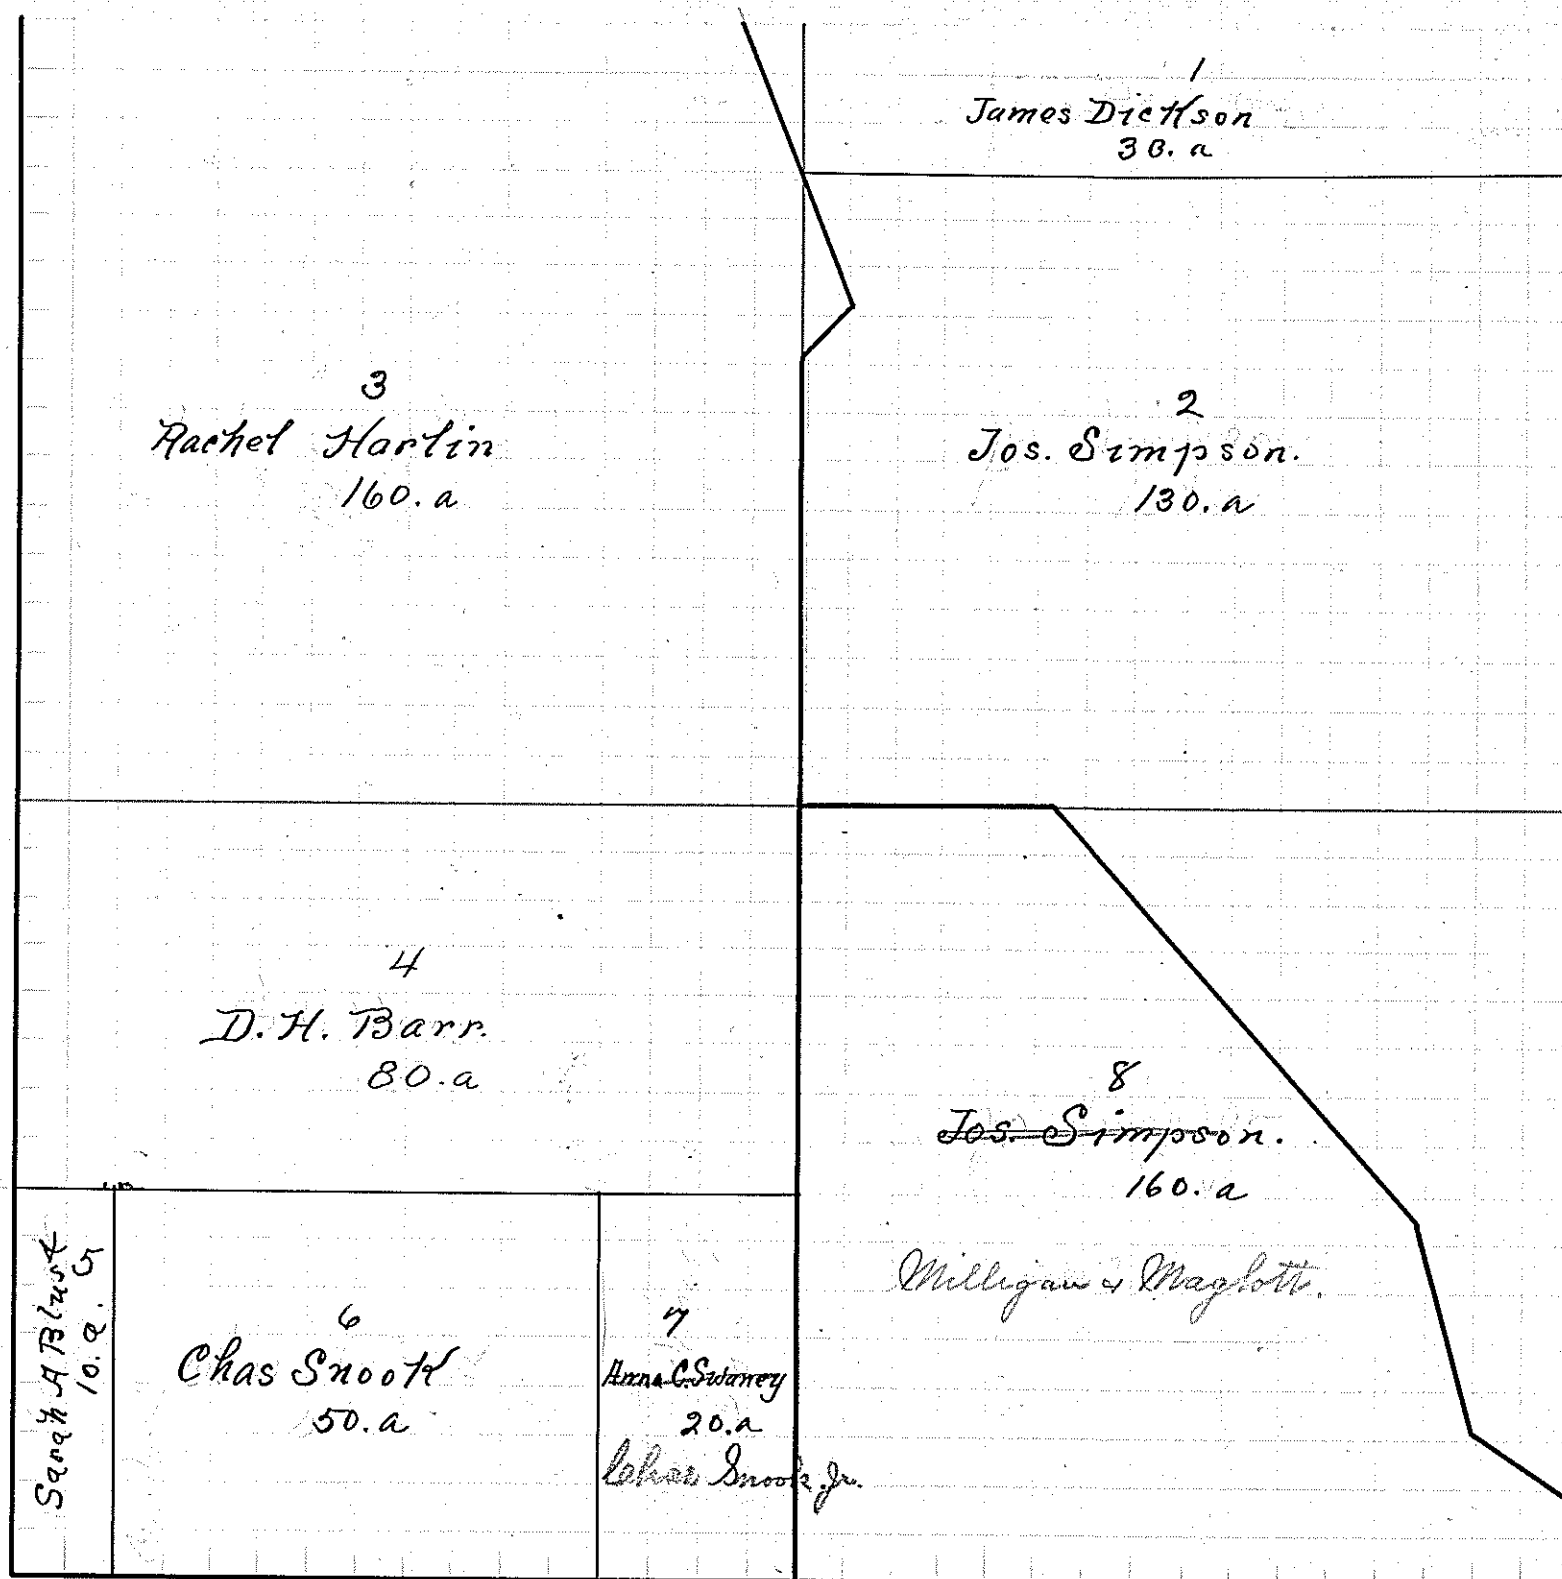 1
James Dickson
30. a
3
Rachel Harlin
160. a
2
Jos. Simpson.
130. a
4
D. H. Barr.
80. a
8
Jos. Simpson.
160. a
Milligan & Maglott.
5
Sarah A Blust
10. a.
6
Chas Snook
50. a
7
Anna C. Swaney
20. a
Chas Snook Jr.